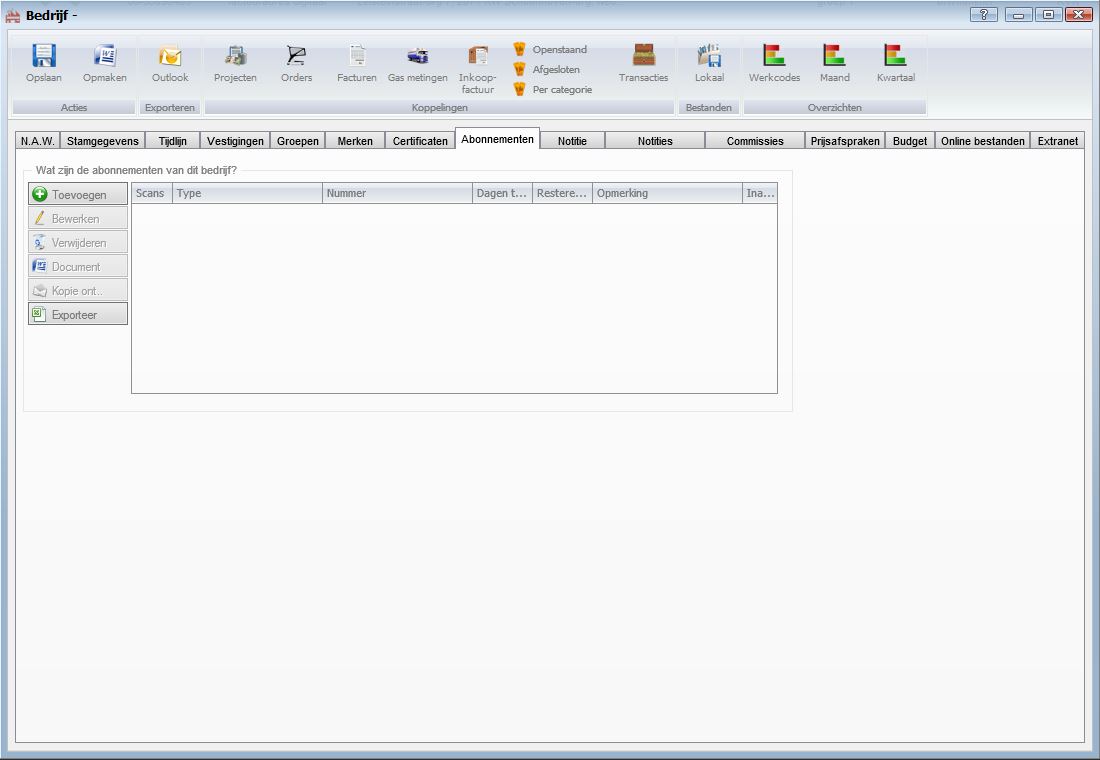 Bedrijf -
Opslaan Opmaken Outlook Projecten Orders Facturen Gas metingen Inkoop-factuur Openstaand Afgesloten Per categorie Transacties Lokaal Werkcodes Maand Kwartaal
Acties Exporteren Koppelingen Bestanden Overzichten
N.A.W. Stamgegevens Tijdlijn Vestigingen Groepen Merken Certificaten Abonnementen Notitie Notities Commissies Prijsafspraken Budget Online bestanden Extranet
Wat zijn de abonnementen van dit bedrijf?
Scans Type Nummer Dagen t... Restere... Opmerking Ina...
Toevoegen
Bewerken
Verwijderen
Document
Kopie ont..
Exporteer